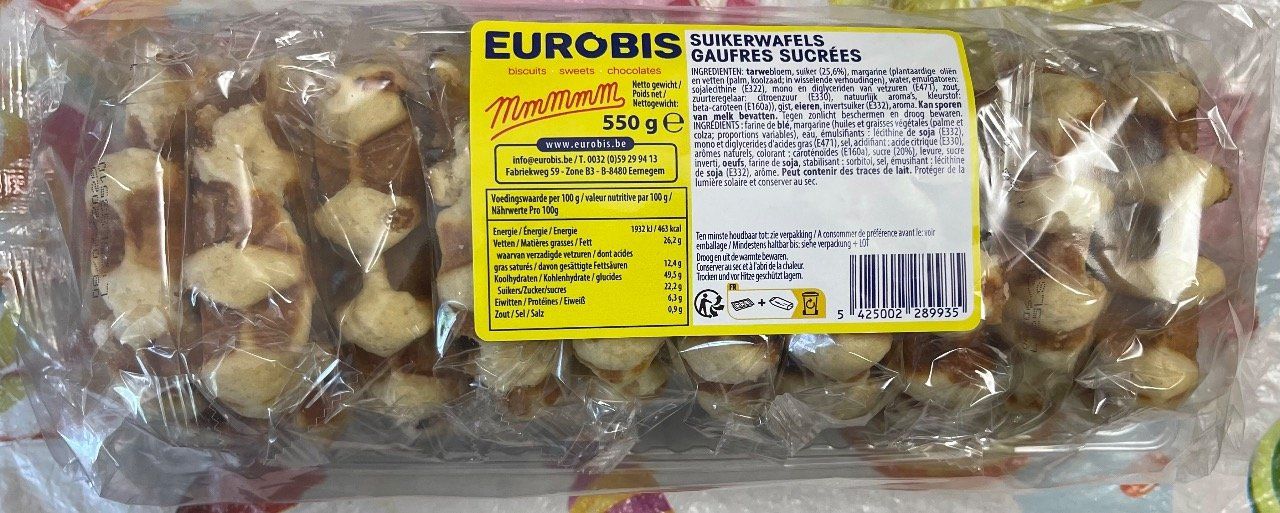 EUROBIS
biscuits · sweets · chocolates
Mmmmmm
Netto gewicht /
Poids net /
Nettogewicht:
550 g e
www.eurobis.be
info@eurobis.be / T. 0032 (0)59 29 94 13
Fabriekweg 59 - Zone B3 - B-8480 Eernegem
Voedingswaarde per 100 g / valeur nutritive par 100 g /
Nährwerte Pro 100g
Energie / Énergie / Energie 1932 kJ / 463 kcal
Vetten / Matières grasses / Fett 26,2 g
waarvan verzadigde vetzuren / dont acides
gras saturés / davon gesättigte Fettsäuren 12,4 g
Koolhydraten / Kohlenhydrate / glucides 49,5 g
Suikers/Zucker/sucres 22,2 g
Eiwitten / Protéines / Eiweiß 6,3 g
Zout / Sel / Salz 0,9 g
SUIKERWAFELS
GAUFRES SUCRÉES
INGREDIENTEN: tarwebloem, suiker (25,6%), margarine (plantaardige oliën
en vetten (palm, koolzaad; in wisselende verhoudingen), water, emulgatoren:
sojalecithine (E322), mono en diglyceriden van vetzuren (E471), zout,
zuurteregelaar: citroenzuur (E330), natuurlijk aroma's, kleurstof:
beta-caroteen (E160a), gist, eieren, invertsuiker (E332), aroma. Kan sporen
van melk bevatten. Tegen zonlicht beschermen en droog bewaren.
INGRÉDIENTS : farine de blé, margarine (huiles et graisses végétales (palme et
colza; proportions variables), eau, émulsifiants : lécithine de soja (E332),
mono et diglycérides d'acides gras (E471), sel, acidifiant : acide citrique (E330),
arômes naturels, colorant : caroténoïdes (E160a), sucre (20%), levure, sucre
inverti, oeufs, farine de soja, stabilisant : sorbitol, sel, émusifiant : lécithine
de soja (E332), arôme. Peut contenir des traces de lait. Protéger de la
lumière solaire et conserver au sec.
Ten minste houdbaar tot: zie verpakking / A consommer de préférence avant le: voir
emballage / Mindestens haltbar bis: siehe verpackung + LOT
Droog en uit de warmte bewaren.
Conserver au sec et à l'abri de la chaleur.
Trocken und vor Hitze geschützt lagern.
FR
5 425002 289935